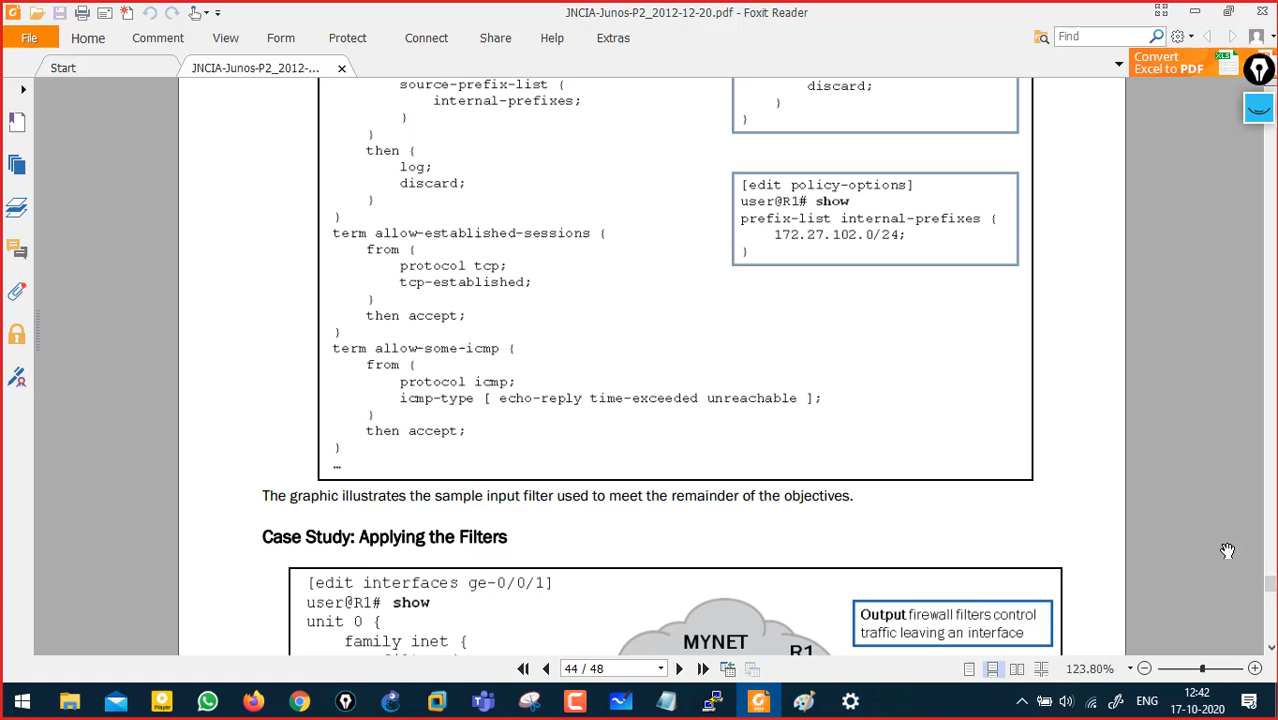 JNCIA-Junos-P2_2012-12-20.pdf - Foxit Reader
File
Home
Comment
View
Form
Protect
Connect
Share
Help
Extras
Find
Start
JNCIA-Junos-P2_2012-...
Convert
Excel to PDF
XLS
source-prefix-list {
internal-prefixes;
}
}
then {
log;
discard;
}
}
term allow-established-sessions {
from {
protocol tcp;
tcp-established;
}
then accept;
}
term allow-some-icmp {
from {
protocol icmp;
icmp-type [ echo-reply time-exceeded unreachable ];
}
then accept;
}
…
discard;
}
}
[edit policy-options]
user@R1# show
prefix-list internal-prefixes {
172.27.102.0/24;
}
The graphic illustrates the sample input filter used to meet the remainder of the objectives.
Case Study: Applying the Filters
[edit interfaces ge-0/0/1]
user@R1# show
unit 0 {
family inet {
MYNET
R1
Output firewall filters control
traffic leaving an interface
44 / 48
123.80%
Player
PDF
ENG
12:42
17-10-2020